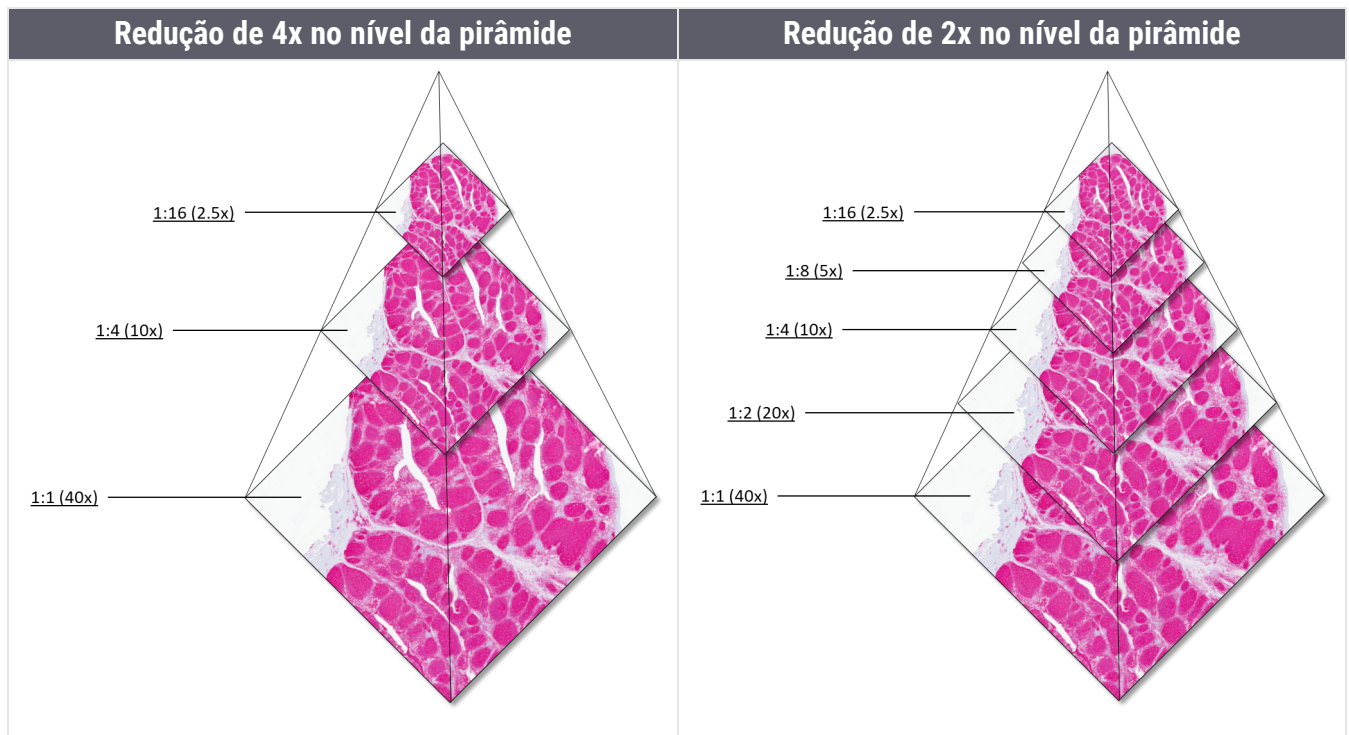 Redução de 4x no nível da pirâmide
Redução de 2x no nível da pirâmide
1:16 (2.5x)
1:4 (10x)
1:1 (40x)
1:16 (2.5x)
1:8 (5x)
1:4 (10x)
1:2 (20x)
1:1 (40x)